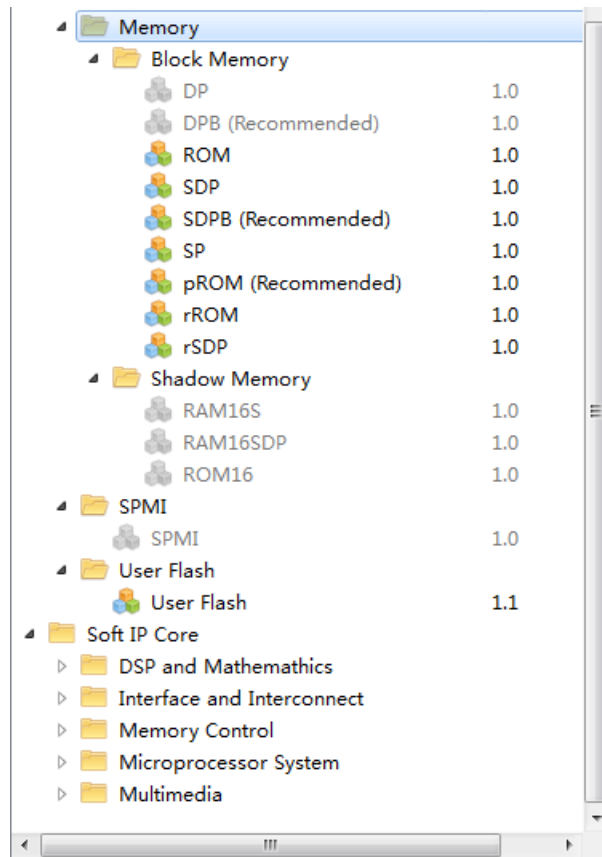 Memory
Block Memory
DP 1.0
DPB (Recommended) 1.0
ROM 1.0
SDP 1.0
SDPB (Recommended) 1.0
SP 1.0
pROM (Recommended) 1.0
rROM 1.0
rSDP 1.0
Shadow Memory
RAM16S 1.0
RAM16SDP 1.0
ROM16 1.0
SPMI
SPMI 1.0
User Flash
User Flash 1.1
Soft IP Core
DSP and Mathemathics
Interface and Interconnect
Memory Control
Microprocessor System
Multimedia